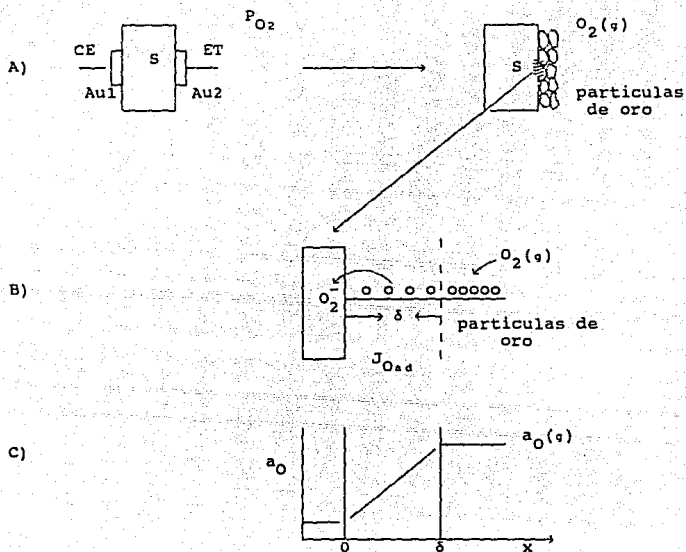 P O2
A)
CE S ET
Au1 Au2
O2(g)
S
particulas
de oro
B)
O2(g)
O2-
δ
particulas de
oro
J Oad
C)
aO
aO(g)
0 δ X